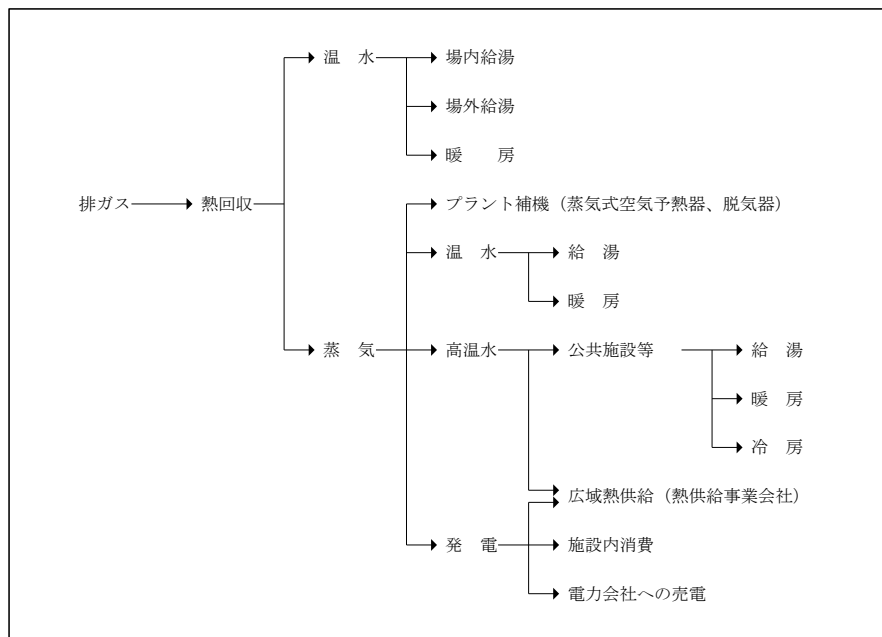 温　水
場内給湯
場外給湯
暖　　房
排ガス
熱回収
プラント補機（蒸気式空気予熱器、脱気器）
温　水
給　湯
暖　房
蒸　気
高温水
公共施設等
給　湯
暖　房
冷　房
広域熱供給（熱供給事業会社）
発　電
施設内消費
電力会社への売電